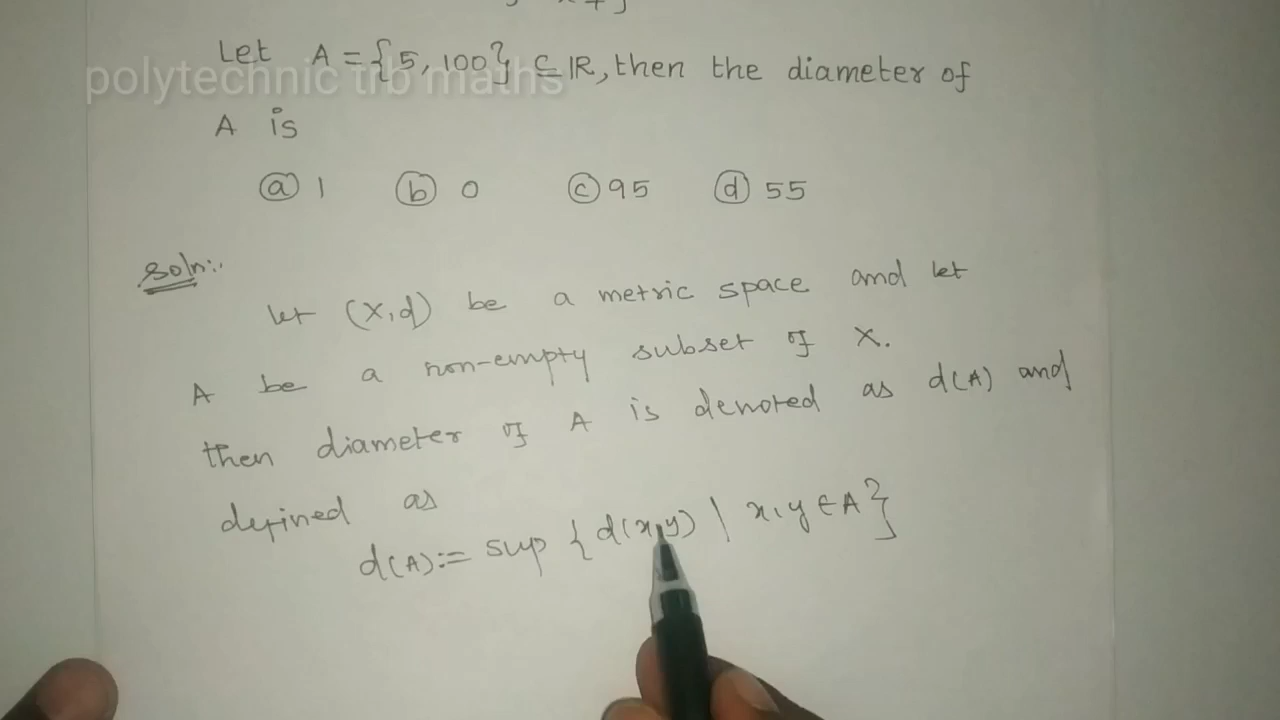 Let A = {5, 100} ⊆ ℝ, then the diameter of
polytechnic trb maths
A is
ⓐ 1 ⓑ 0 ⓒ 95 ⓓ 55
Soln:.
let (X,d) be a metric space and let
A be a non-empty subset of X.
then diameter of A is denoted as d(A) and
defined as
d(A):= sup {d(x,y) | x,y ∈ A}